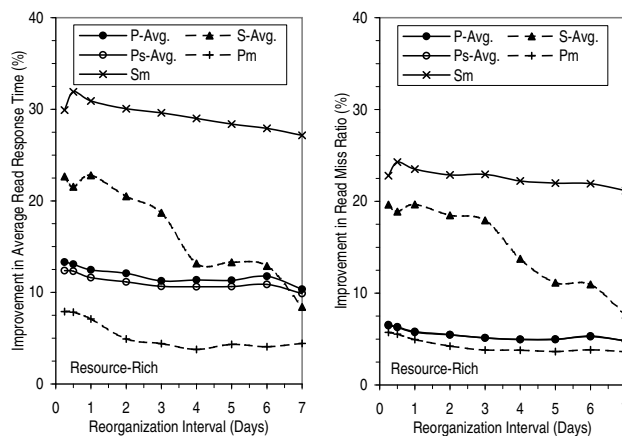 40
30
20
10
0
P-Avg. S-Avg.
Ps-Avg. Pm
Sm
Resource-Rich
0 1 2 3 4 5 6 7
Reorganization Interval (Days)
Improvement in Average Read Response Time (%)
40
30
20
10
0
P-Avg. S-Avg.
Ps-Avg. Pm
Sm
Resource-Rich
0 1 2 3 4 5 6 7
Reorganization Interval (Days)
Improvement in Read Miss Ratio (%)